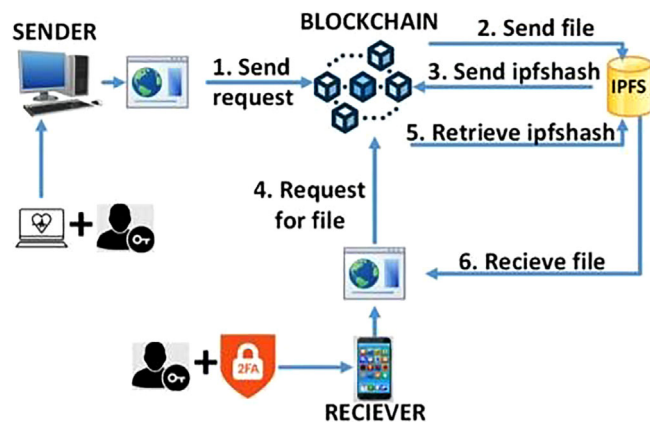 SENDER
BLOCKCHAIN
2. Send file
1. Send
request
3. Send ipfshash
IPFS
5. Retrieve ipfshash
4. Request
for file
6. Recieve file
2FA
RECIEVER